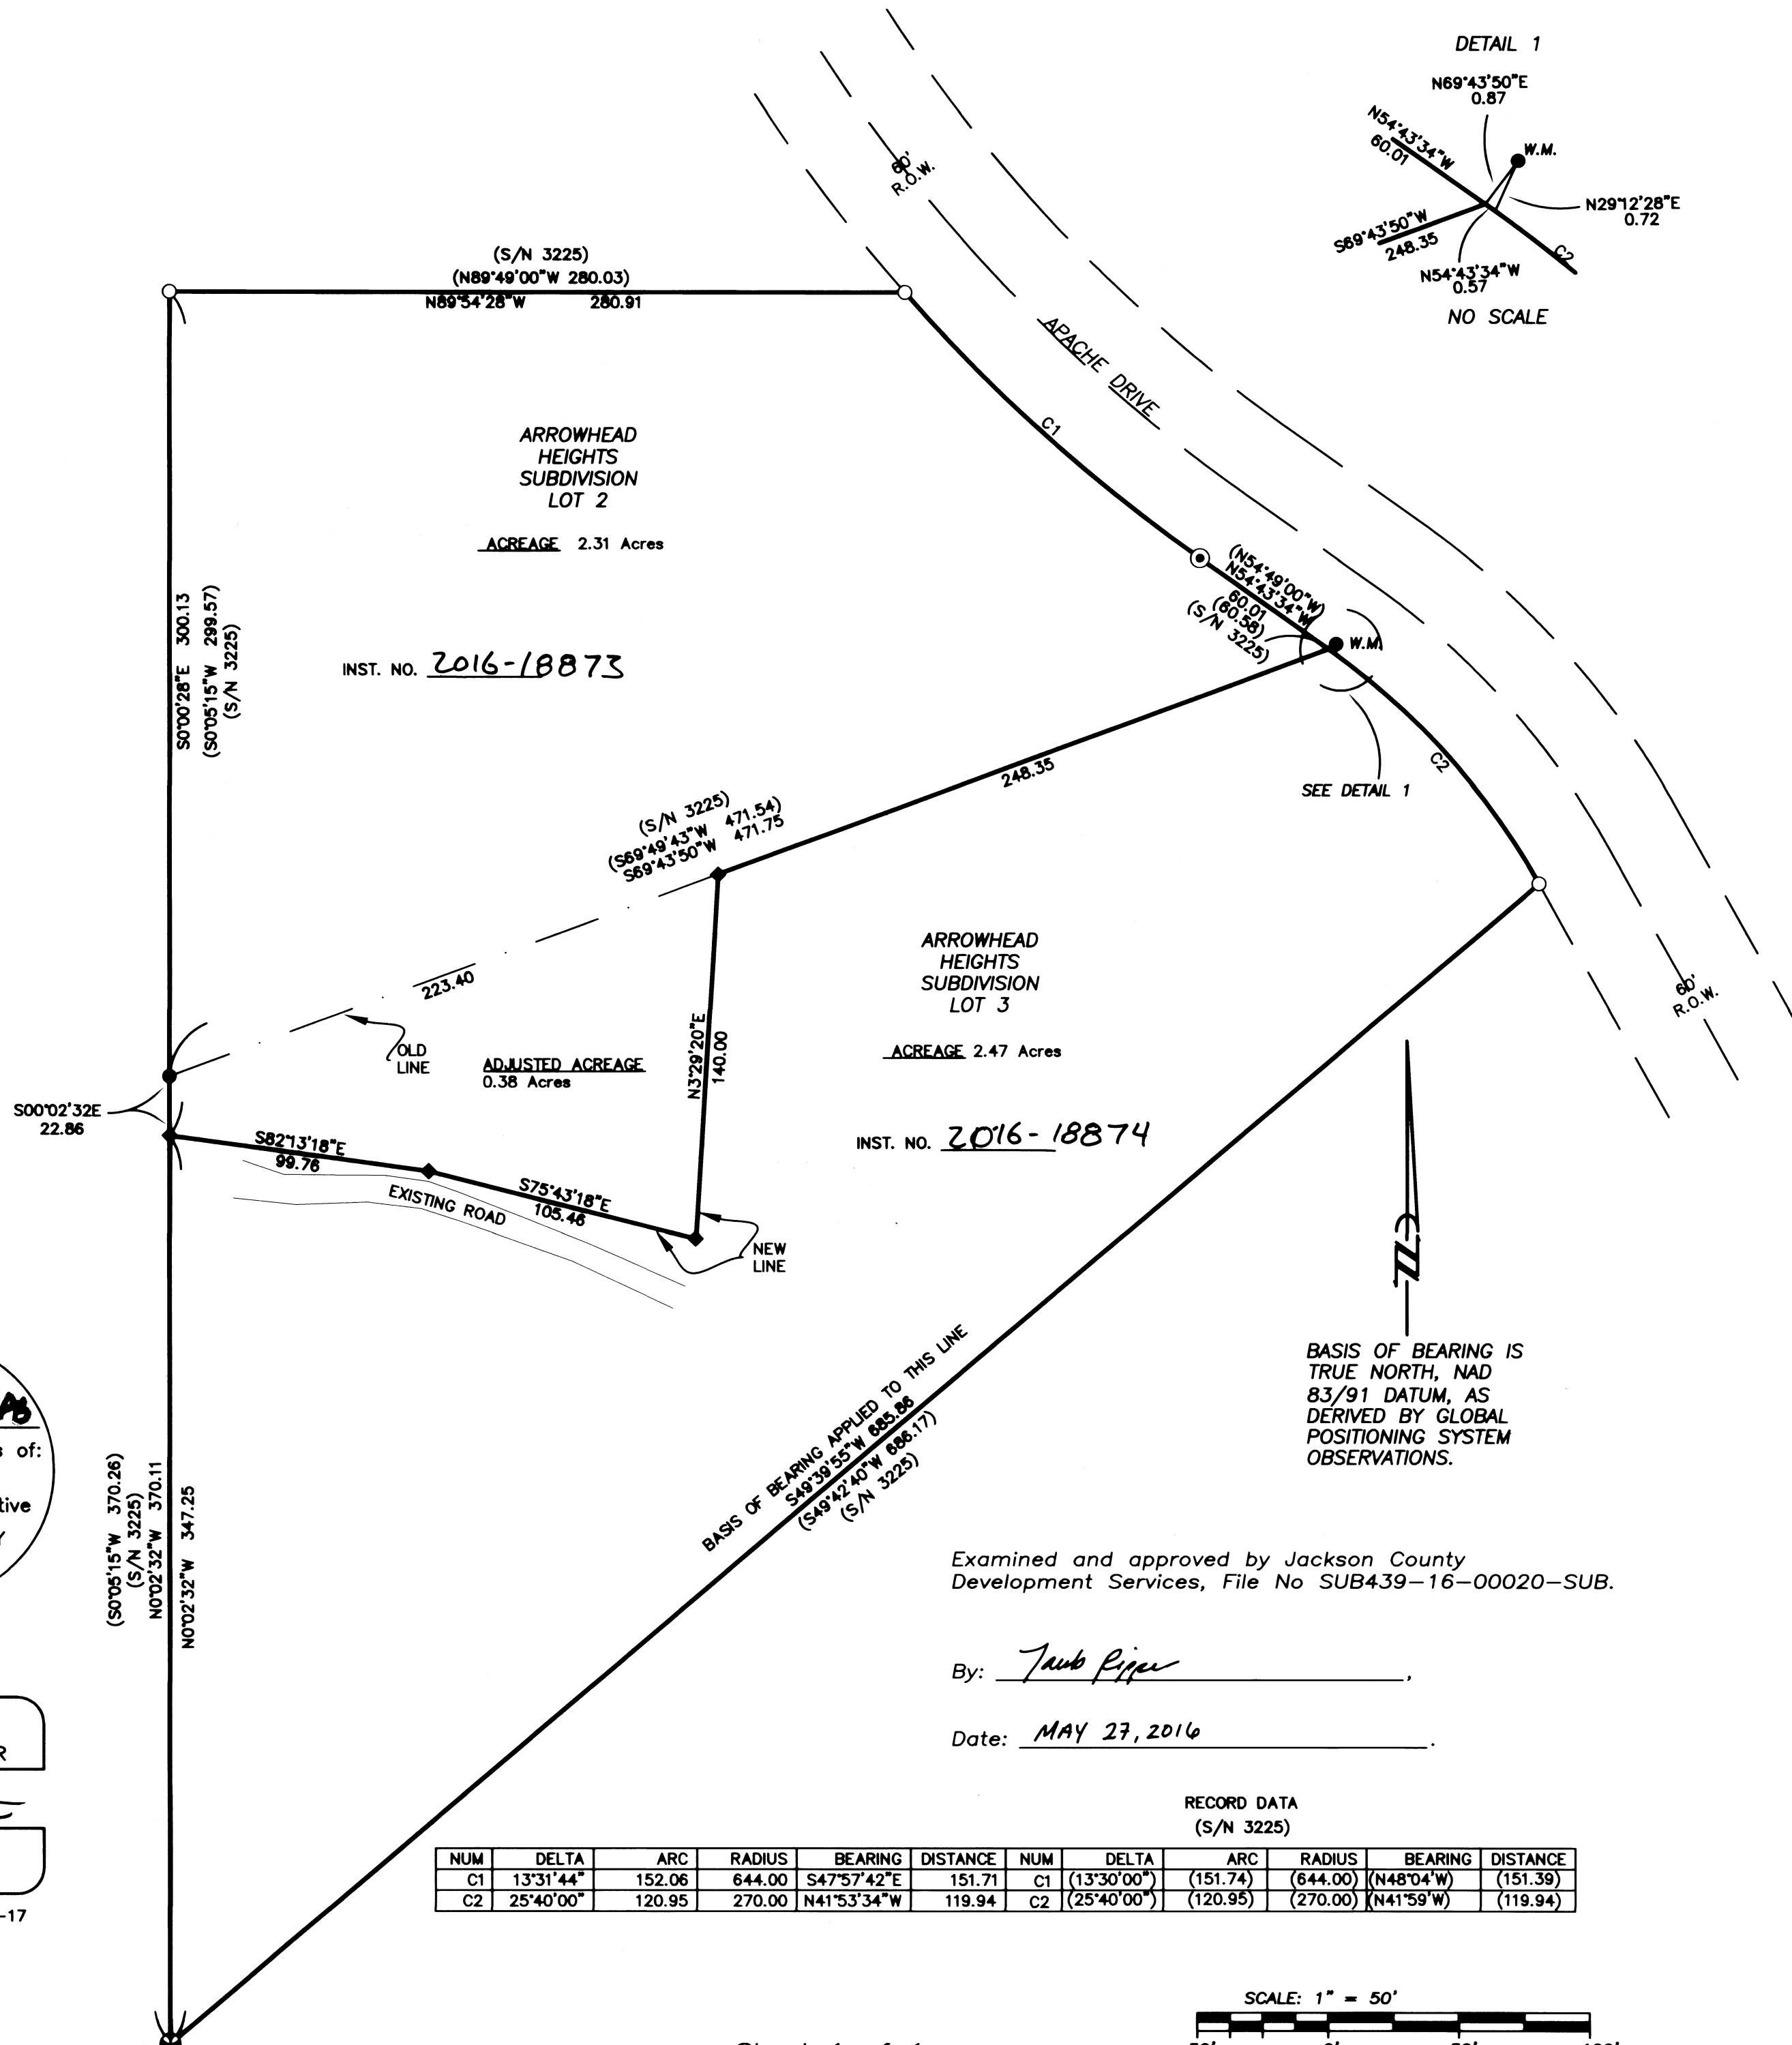 DETAIL 1
N69°43'50"E
0.87
N54°43'34"W
60.01
W.M.
S69°43'50"W
248.35
N29°12'28"E
0.72
N54°43'34"W
0.57
C2
NO SCALE
60'
R.O.W.
(S/N 3225)
(N89°49'00"W 280.03)
N89°54'28"W 280.91
APACHE DRIVE
C1
ARROWHEAD
HEIGHTS
SUBDIVISION
LOT 2
ACREAGE 2.31 Acres
(N54°49'00"W)
N54°43'34"W
60.01
(60.58)
(S/N 3225)
W.M.
S0°00'28"E 300.13
(S0°05'15"W 299.57)
(S/N 3225)
INST. NO. 2016-18873
C2
SEE DETAIL 1
248.35
(S/N 3225)
(S69°49'43"W 471.54)
S69°43'50"W 471.75
ARROWHEAD
HEIGHTS
SUBDIVISION
LOT 3
ACREAGE 2.47 Acres
223.40
OLD
LINE
ADJUSTED ACREAGE
0.38 Acres
N3°29'20"E
140.00
60'
R.O.W.
S00°02'32E
22.86
INST. NO. 2016-18874
S82°13'18"E
99.76
S75°43'18"E
105.46
EXISTING ROAD
NEW
LINE
BASIS OF BEARING APPLIED TO THIS LINE
S49°39'55"W 685.86
(S49°42'40"W 686.17)
(S/N 3225)
BASIS OF BEARING IS
TRUE NORTH, NAD
83/91 DATUM, AS
DERIVED BY GLOBAL
POSITIONING SYSTEM
OBSERVATIONS.
s of:
tive
Y
(S0°05'15"W 370.26)
(S/N 3225)
N0°02'32"W 370.11
N0°02'32"W 347.25
Examined and approved by Jackson County
Development Services, File No SUB439-16-00020-SUB.
By:
Date: MAY 27, 2016
R
-17
RECORD DATA
(S/N 3225)
NUM DELTA ARC RADIUS BEARING DISTANCE NUM DELTA ARC RADIUS BEARING DISTANCE
C1 13°31'44" 152.06 644.00 S47°57'42"E 151.71 C1 (13°30'00") (151.74) (644.00) (N48°04'W) (151.39)
C2 25°40'00" 120.95 270.00 N41°53'34"W 119.94 C2 (25°40'00") (120.95) (270.00) (N41°59'W) (119.94)
SCALE: 1" = 50'